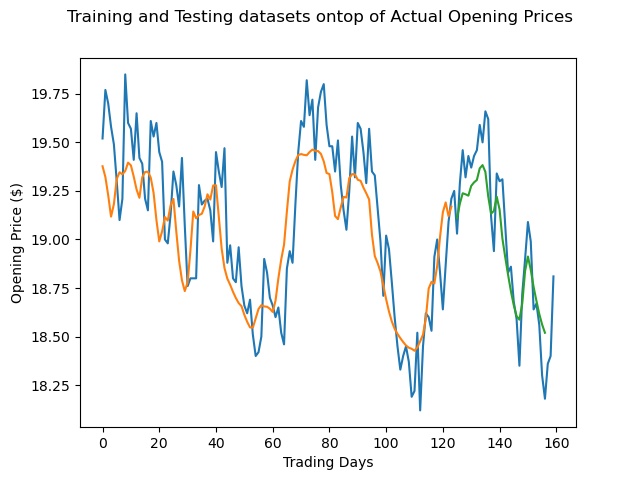 Training and Testing datasets ontop of Actual Opening Prices
19.75
19.50
19.25
19.00
18.75
18.50
18.25
Opening Price ($)
0 20 40 60 80 100 120 140 160
Trading Days